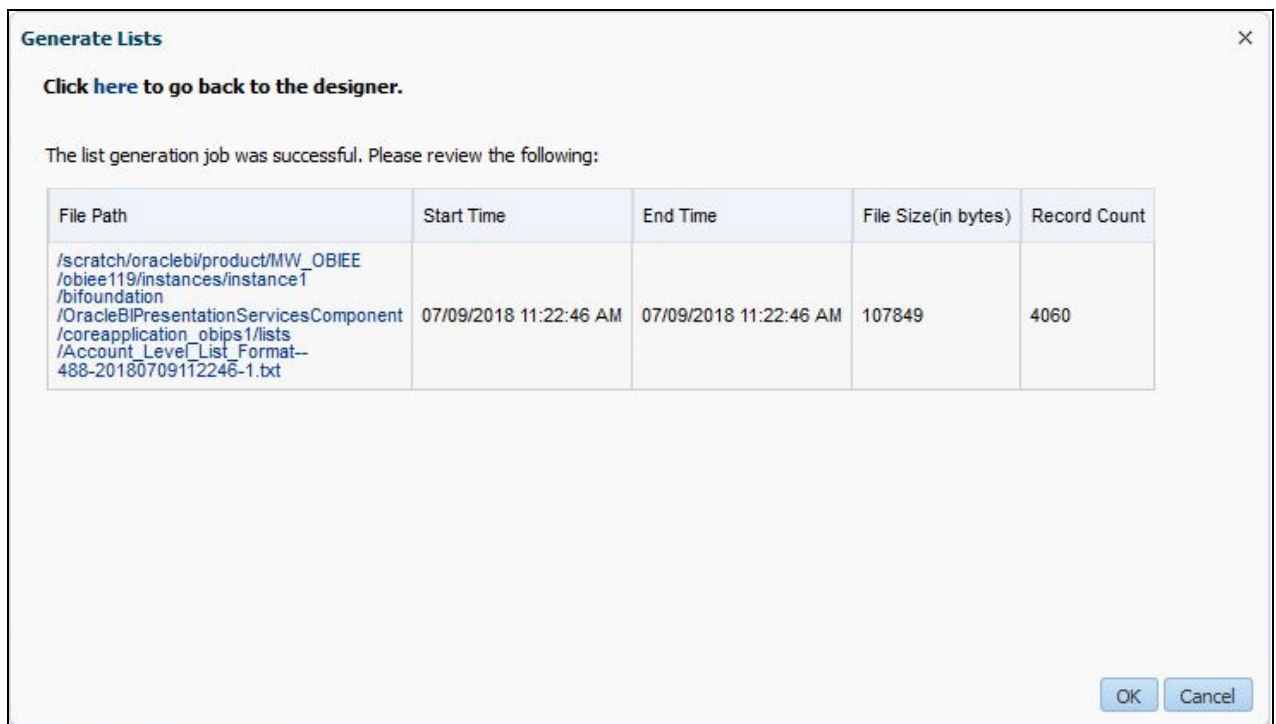 Generate Lists
Click here to go back to the designer.
The list generation job was successful. Please review the following:
File Path Start Time End Time File Size(in bytes) Record Count
/scratch/oraclebi/product/MW_OBIEE
/obiee119/instances/instance1
/bifoundation
/OracleBIPresentationServicesComponent
/coreapplication_obips1/lists
/Account_Level_List_Format--
488-20180709112246-1.txt
07/09/2018 11:22:46 AM 07/09/2018 11:22:46 AM 107849 4060
OK Cancel